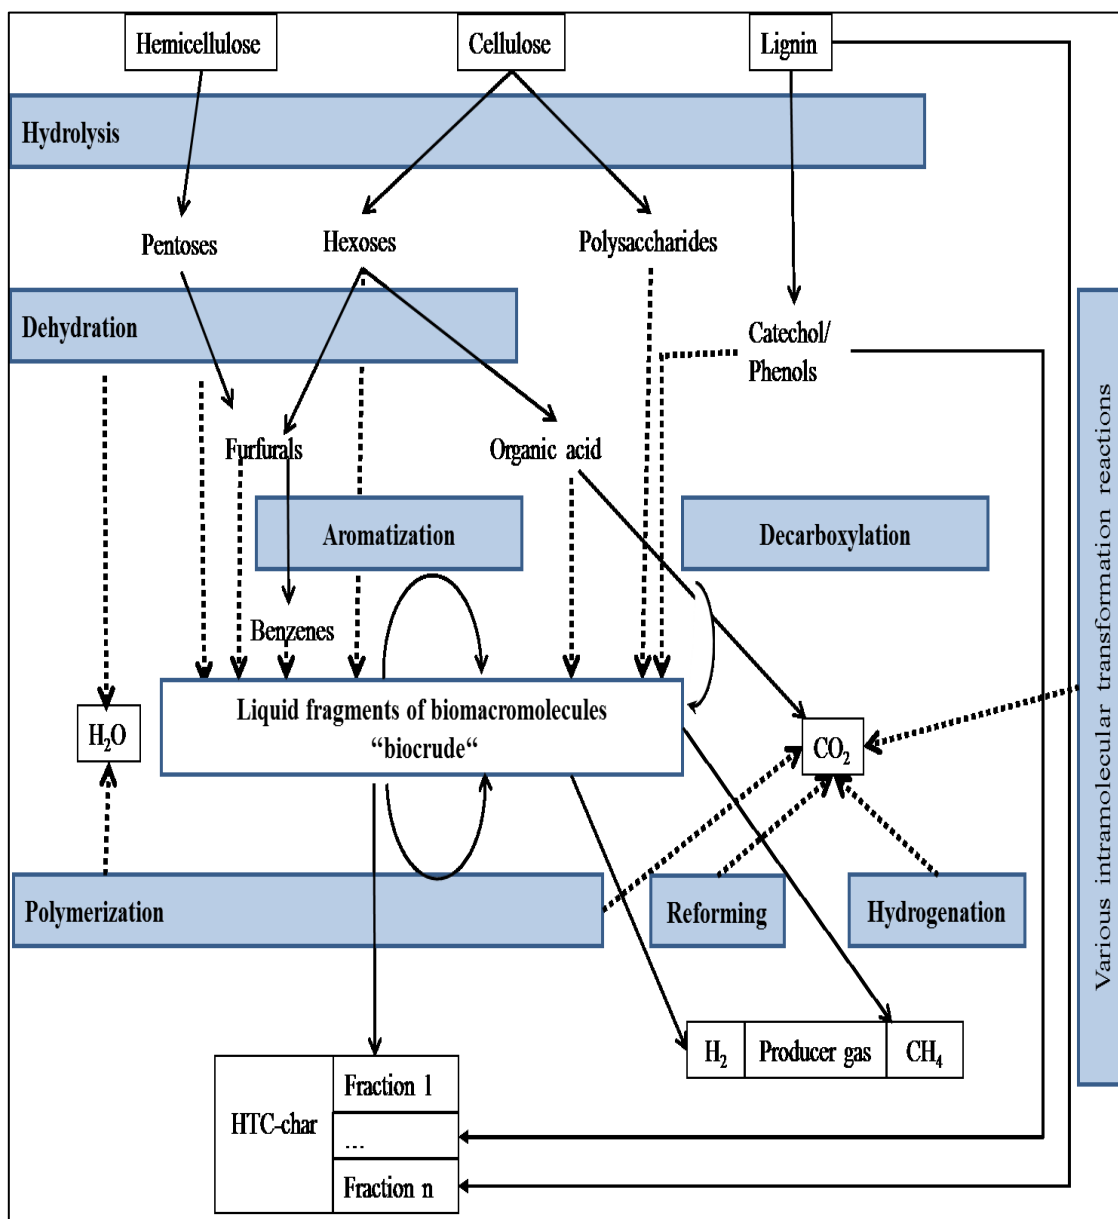 Hemicellulose
Cellulose
Lignin
Hydrolysis
Pentoses
Hexoses
Polysaccharides
Dehydration
Catechol/
Phenols
Furfurals
Organic acid
Aromatization
Decarboxylation
Various intramolecular transformation reactions
Benzenes
Liquid fragments of biomacromolecules
“biocrude“
H₂O
CO₂
Polymerization
Reforming
Hydrogenation
H₂ Producer gas CH₄
HTC-char
Fraction 1
...
Fraction n